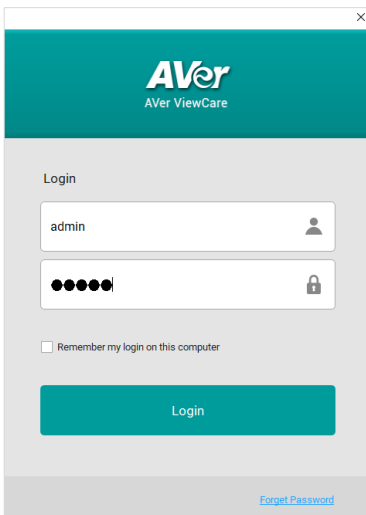 AVer
AVer ViewCare
Login
admin
●●●●●
Remember my login on this computer
Login
Forget Password